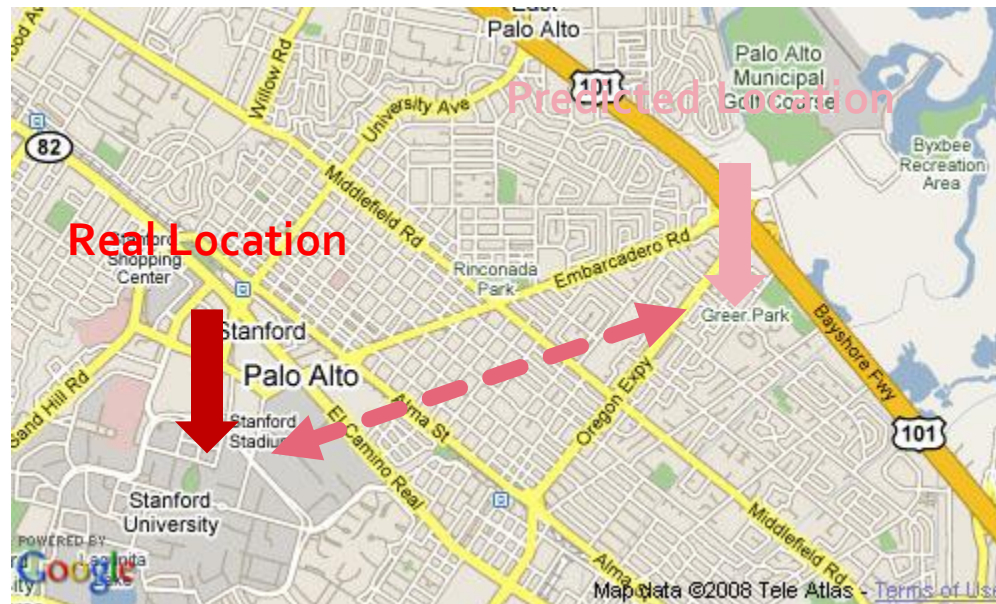 East
Palo Alto
Willow Rd
University Ave
101
Palo Alto
Municipal
Golf Course
Predicted Location
Byxbee
Recreation
Area
82
Middlefield Rd
Real Location
Stanford
Shopping
Center
Rinconada
Park
Embarcadero Rd
Greer Park
Bayshore Fwy
Stanford
Palo Alto
Sand Hill Rd
Alma St
Oregon Expy
Stanford
Stadium
El Camino Real
101
Stanford
University
Middlefield Rd
POWERED BY
Google
Alma
Map data ©2008 Tele Atlas - Terms of Us